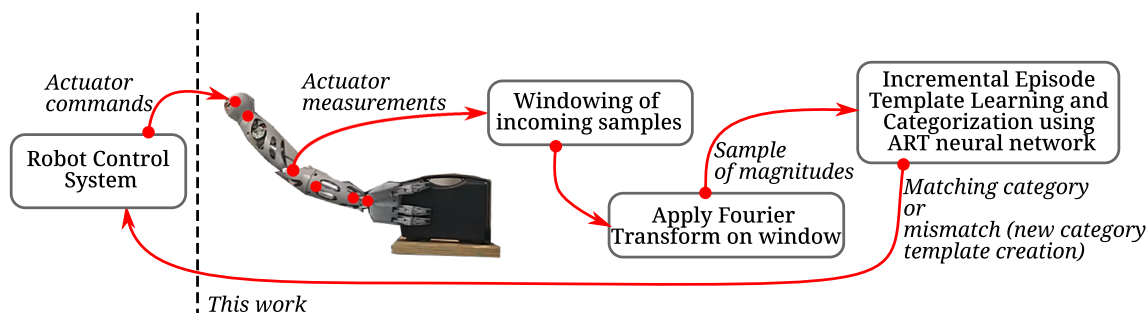 Actuator
commands
Robot Control
System
This work
Actuator
measurements
Windowing of
incoming samples
Apply Fourier
Transform on window
Sample
of magnitudes
Incremental Episode
Template Learning and
Categorization using
ART neural network
Matching category
or
mismatch (new category
template creation)